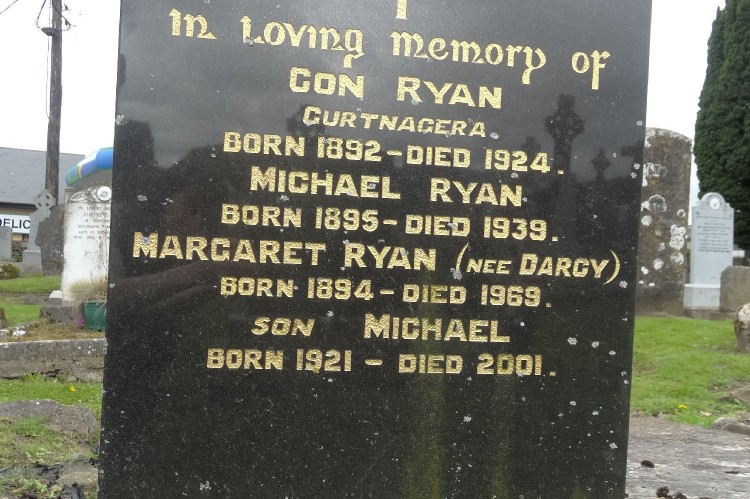 In Loving memory of
CON RYAN
CURTNAGERA
BORN 1892-DIED 1924.
MICHAEL RYAN
BORN 1895-DIED 1939.
MARGARET RYAN (NEE DARCY)
BORN 1894-DIED 1969.
SON MICHAEL
BORN 1921 - DIED 2001.
DELIC